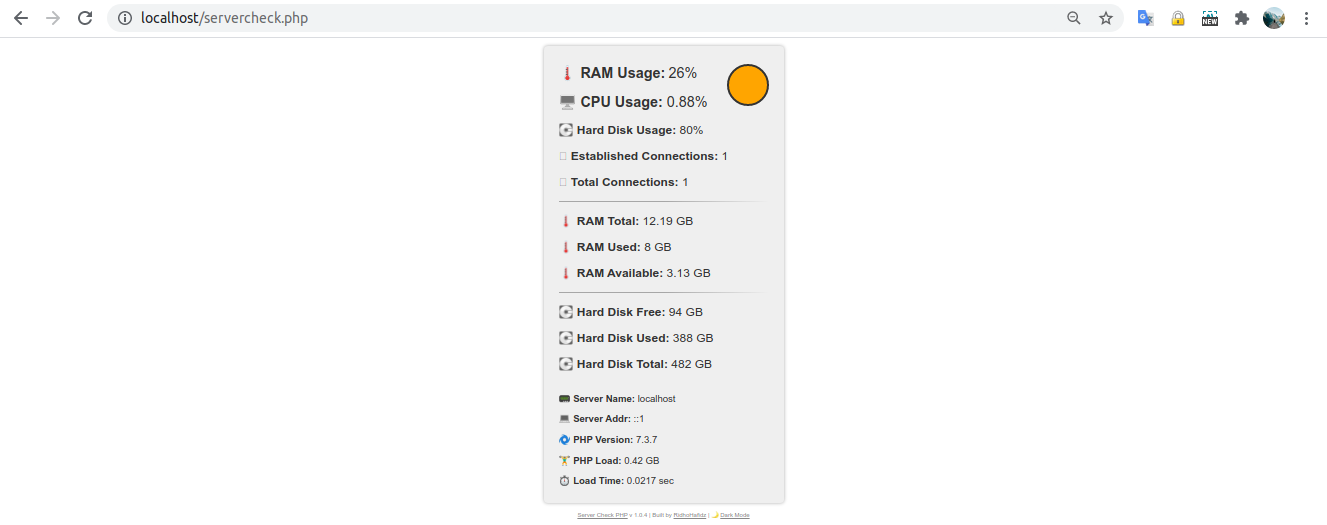 localhost/servercheck.php
NEW
RAM Usage: 26%
CPU Usage: 0.88%
Hard Disk Usage: 80%
Established Connections: 1
Total Connections: 1
RAM Total: 12.19 GB
RAM Used: 8 GB
RAM Available: 3.13 GB
Hard Disk Free: 94 GB
Hard Disk Used: 388 GB
Hard Disk Total: 482 GB
Server Name: localhost
Server Addr: ::1
PHP Version: 7.3.7
PHP Load: 0.42 GB
Load Time: 0.0217 sec
Server Check PHP v 1.0.4 | Built by RidhoHafidz | 🌙 Dark Mode